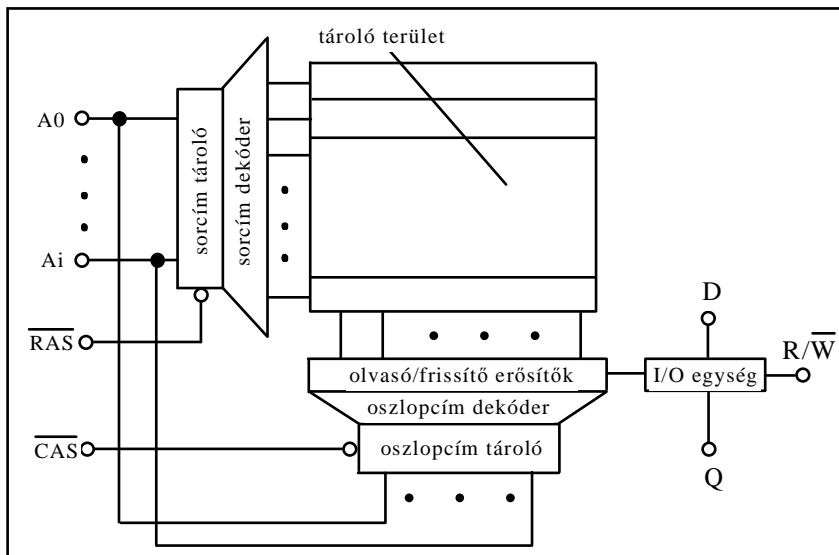 tároló terület
A0
sorcím tároló
sorcím dekóder
Ai
D
RAS
R/W
olvasó/frissítő erősítők
I/O egység
oszlopcím dekóder
CAS
oszlopcím tároló
Q